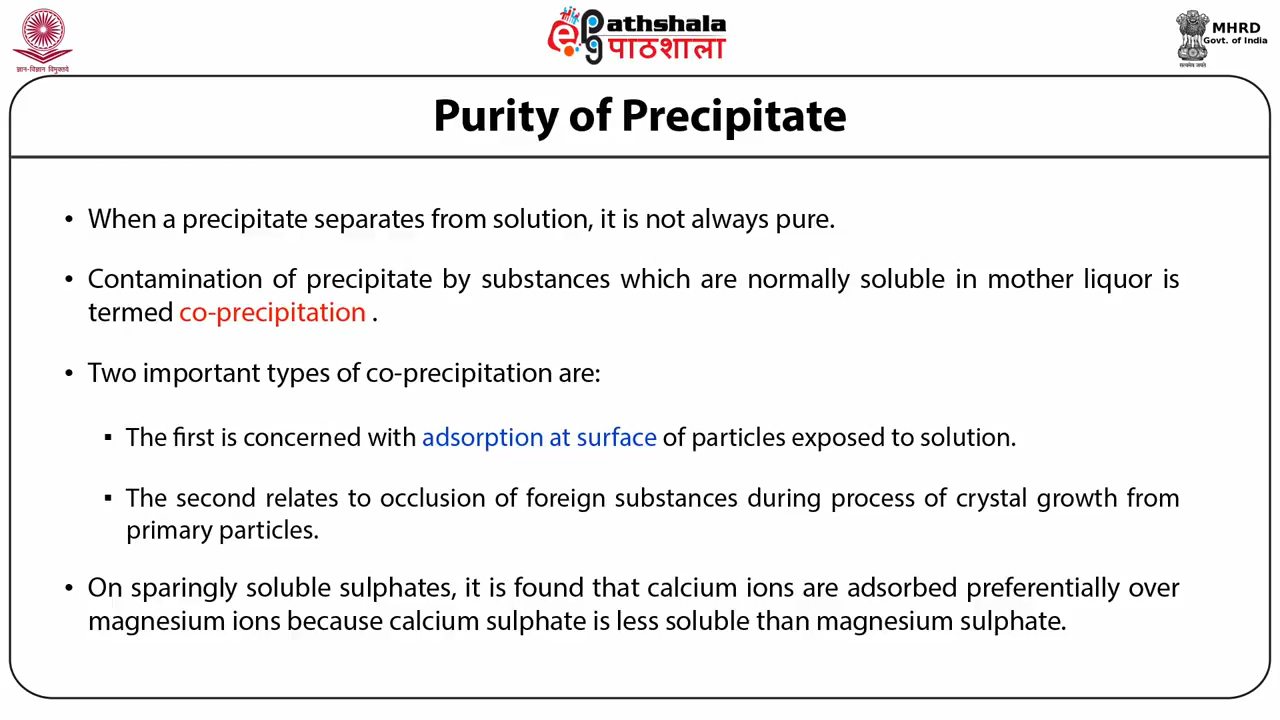 ज्ञान-विज्ञान विमुक्तये
ePg athshala
पाठशाला
सत्यमेव जयते
MHRD
Govt. of India
Purity of Precipitate
• When a precipitate separates from solution, it is not always pure.
• Contamination of precipitate by substances which are normally soluble in mother liquor is
termed co-precipitation .
• Two important types of co-precipitation are:
▪ The first is concerned with adsorption at surface of particles exposed to solution.
▪ The second relates to occlusion of foreign substances during process of crystal growth from
primary particles.
• On sparingly soluble sulphates, it is found that calcium ions are adsorbed preferentially over
magnesium ions because calcium sulphate is less soluble than magnesium sulphate.